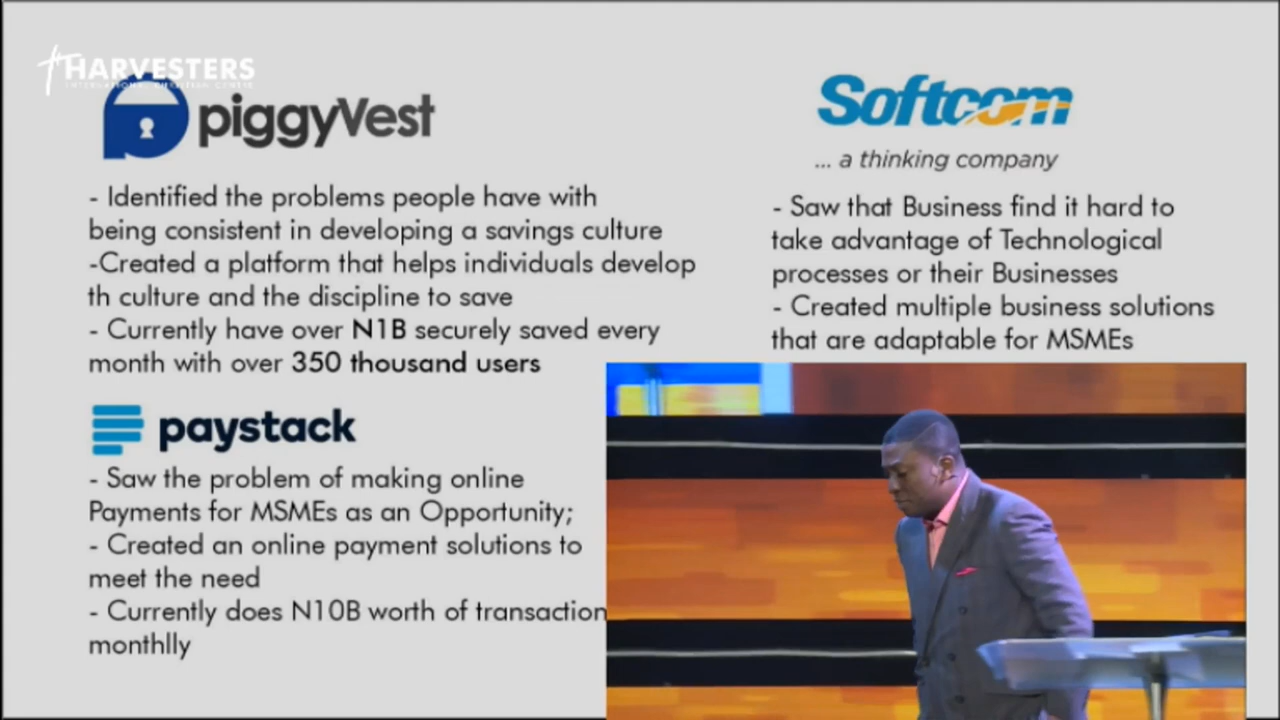 HARVESTERS
INTERNATIONAL CHRISTIAN CENTRE
piggyVest
- Identified the problems people have with
being consistent in developing a savings culture
-Created a platform that helps individuals develop
th culture and the discipline to save
- Currently have over N1B securely saved every
month with over 350 thousand users
paystack
- Saw the problem of making online
Payments for MSMEs as an Opportunity;
- Created an online payment solutions to
meet the need
- Currently does N10B worth of transaction
monthlly
Softcom
... a thinking company
- Saw that Business find it hard to
take advantage of Technological
processes or their Businesses
- Created multiple business solutions
that are adaptable for MSMEs